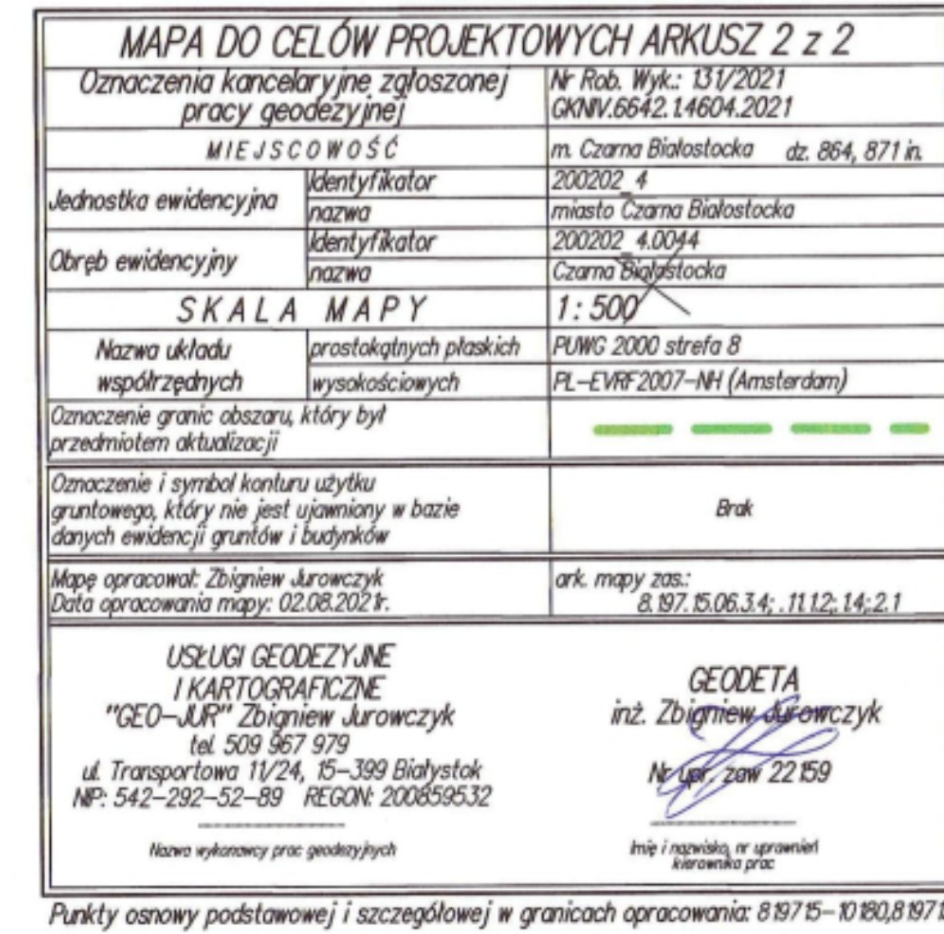 MAPA DO CELÓW PROJEKTOWYCH ARKUSZ 2 z 2
Oznaczenia kancelaryjne zgłoszonej
pracy geodezyjnej
Nr Rob. Wyk.: 131/2021
GKNIV.6642.1.4604.2021
MIEJSCOWOŚĆ
m. Czarna Białostocka dz. 864, 871 in.
Jednostka ewidencyjna
Identyfikator
200202_4
nazwa
miasto Czarna Białostocka
Obręb ewidencyjny
Identyfikator
200202_4.0044
nazwa
Czarna Białostocka
SKALA MAPY
1: 500
Nazwa układu
współrzędnych
prostokątnych płaskich
PUWG 2000 strefa 8
wysokościowych
PL-EVRF2007-NH (Amsterdam)
Oznaczenie granic obszaru, który był
przedmiotem aktualizacji
Oznaczenie i symbol konturu użytku
gruntowego, który nie jest ujawniony w bazie
danych ewidencji gruntów i budynków
Brak
Mapę opracował: Zbigniew Jurowczyk
Data opracowania mapy: 02.08.2021r.
ark. mapy zas.:
8.197.15.06.3.4; .11.1.2; .1.4; .2.1
USŁUGI GEODEZYJNE
I KARTOGRAFICZNE
"GEO-JUR" Zbigniew Jurowczyk
tel. 509 967 979
ul. Transportowa 11/24, 15-399 Białystok
NIP: 542-292-52-89 REGON: 200859532
Nazwa wykonawcy prac geodezyjnych
GEODETA
inż. Zbigniew Jurowczyk
Nr upr. zaw 22159
Imię i nazwisko, nr uprawnień
kierownika prac
Punkty osnowy podstawowej i szczegółowej w granicach opracowania: 819715-10180,819715